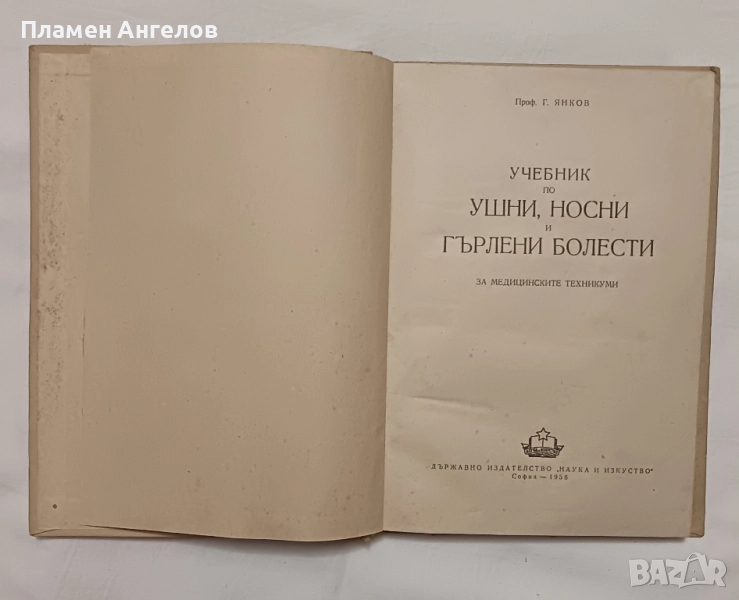 Пламен Ангелов
Проф. Г. ЯНКОВ
УЧЕБНИК
ПО
УШНИ, НОСНИ
И
ГЪРЛЕНИ БОЛЕСТИ
ЗА МЕДИЦИНСКИТЕ ТЕХНИКУМИ
ДЪРЖАВНО ИЗДАТЕЛСТВО „НАУКА И ИЗКУСТВО"
София — 1956
BAZAR